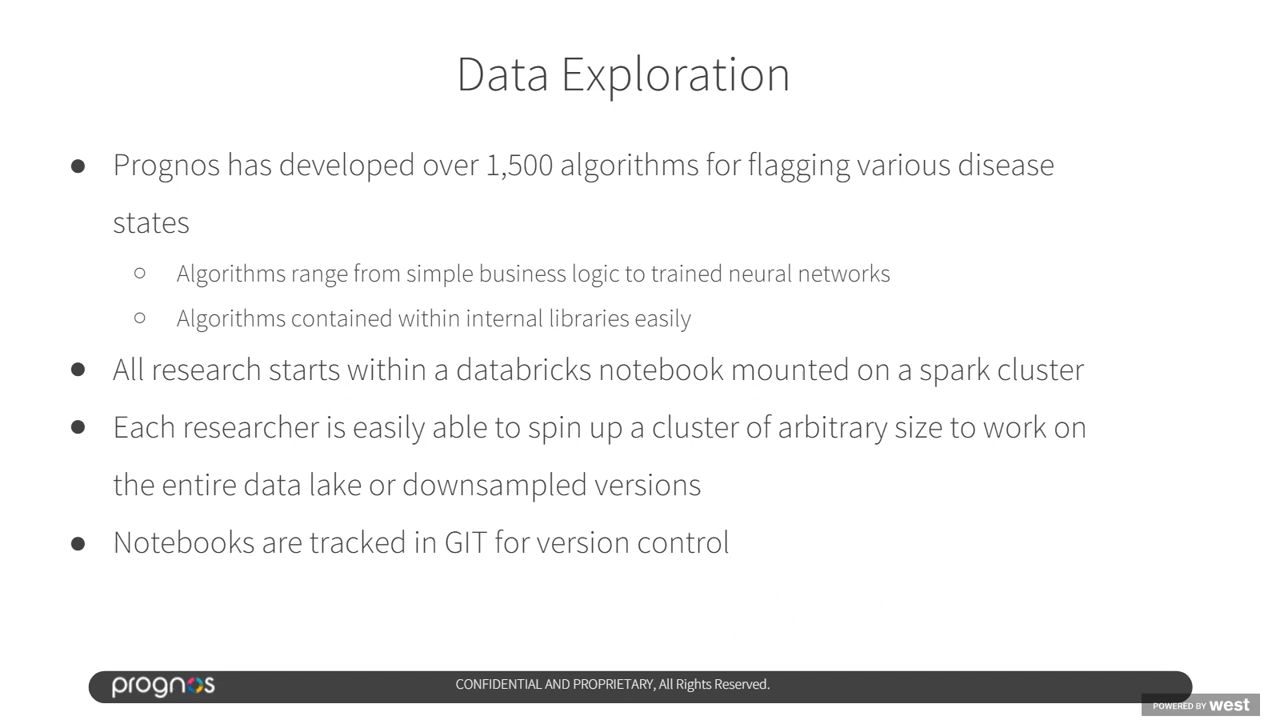 Data Exploration
● Prognos has developed over 1,500 algorithms for flagging various disease
states
○ Algorithms range from simple business logic to trained neural networks
○ Algorithms contained within internal libraries easily
● All research starts within a databricks notebook mounted on a spark cluster
● Each researcher is easily able to spin up a cluster of arbitrary size to work on
the entire data lake or downsampled versions
● Notebooks are tracked in GIT for version control
prognos
CONFIDENTIAL AND PROPRIETARY, All Rights Reserved.
POWERED BY west